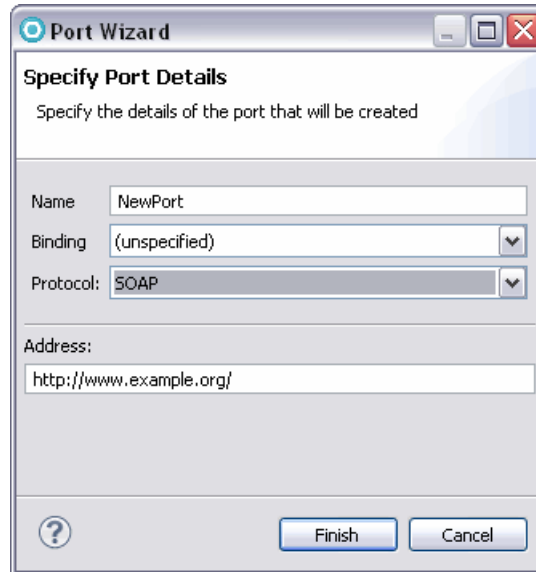 Port Wizard
Specify Port Details
Specify the details of the port that will be created
Name NewPort
Binding (unspecified)
Protocol: SOAP
Address:
http://www.example.org/
? Finish Cancel